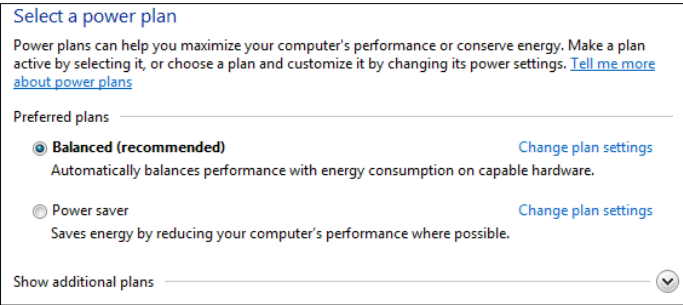 Select a power plan
Power plans can help you maximize your computer's performance or conserve energy. Make a plan
active by selecting it, or choose a plan and customize it by changing its power settings. Tell me more
about power plans
Preferred plans
Balanced (recommended) Change plan settings
Automatically balances performance with energy consumption on capable hardware.
Power saver Change plan settings
Saves energy by reducing your computer's performance where possible.
Show additional plans